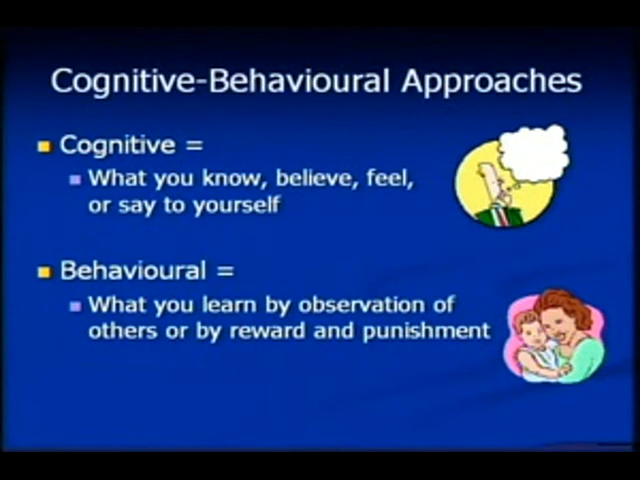 Cognitive-Behavioural Approaches
Cognitive =
What you know, believe, feel,
or say to yourself
Behavioural =
What you learn by observation of
others or by reward and punishment